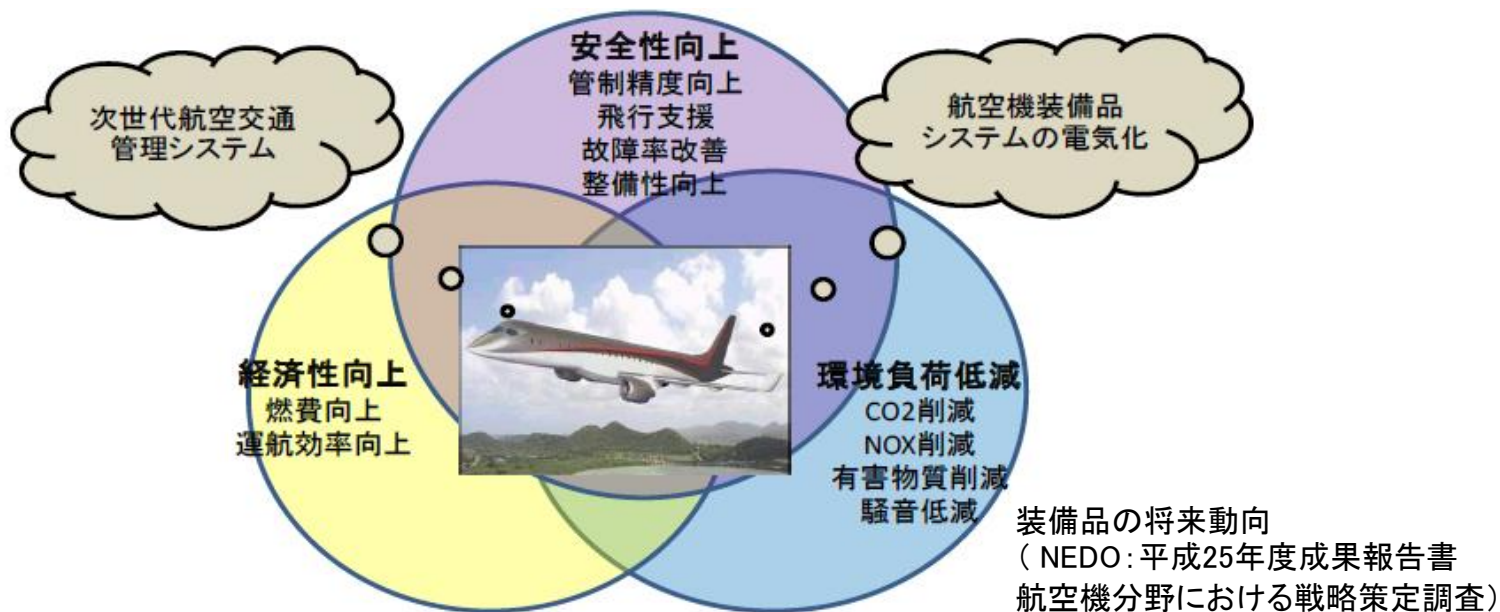 安全性向上
管制精度向上
飛行支援
故障率改善
整備性向上
次世代航空交通
管理システム
航空機装備品
システムの電気化
経済性向上
燃費向上
運航効率向上
環境負荷低減
CO2削減
NOX削減
有害物質削減
騒音低減
装備品の将来動向
（ NEDO：平成25年度成果報告書
航空機分野における戦略策定調査）